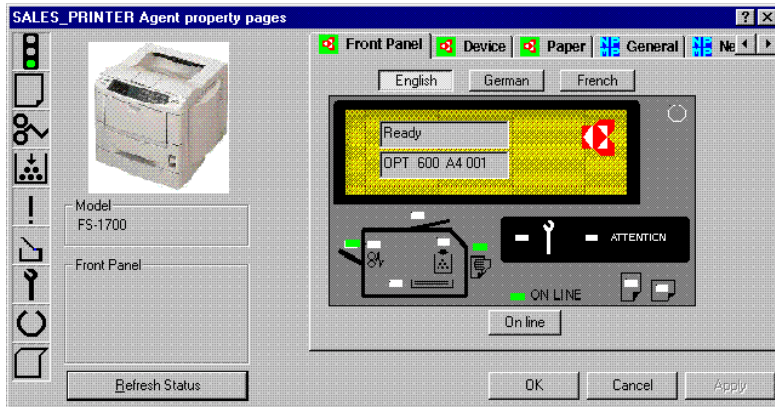 SALES_PRINTER Agent property pages
Front Panel
Device
Paper
General
Ne
English
German
French
Ready
OPT 600 A4 001
Model
FS-1700
ATTENTION
Front Panel
ON LINE
On line
Refresh Status
OK
Cancel
Apply